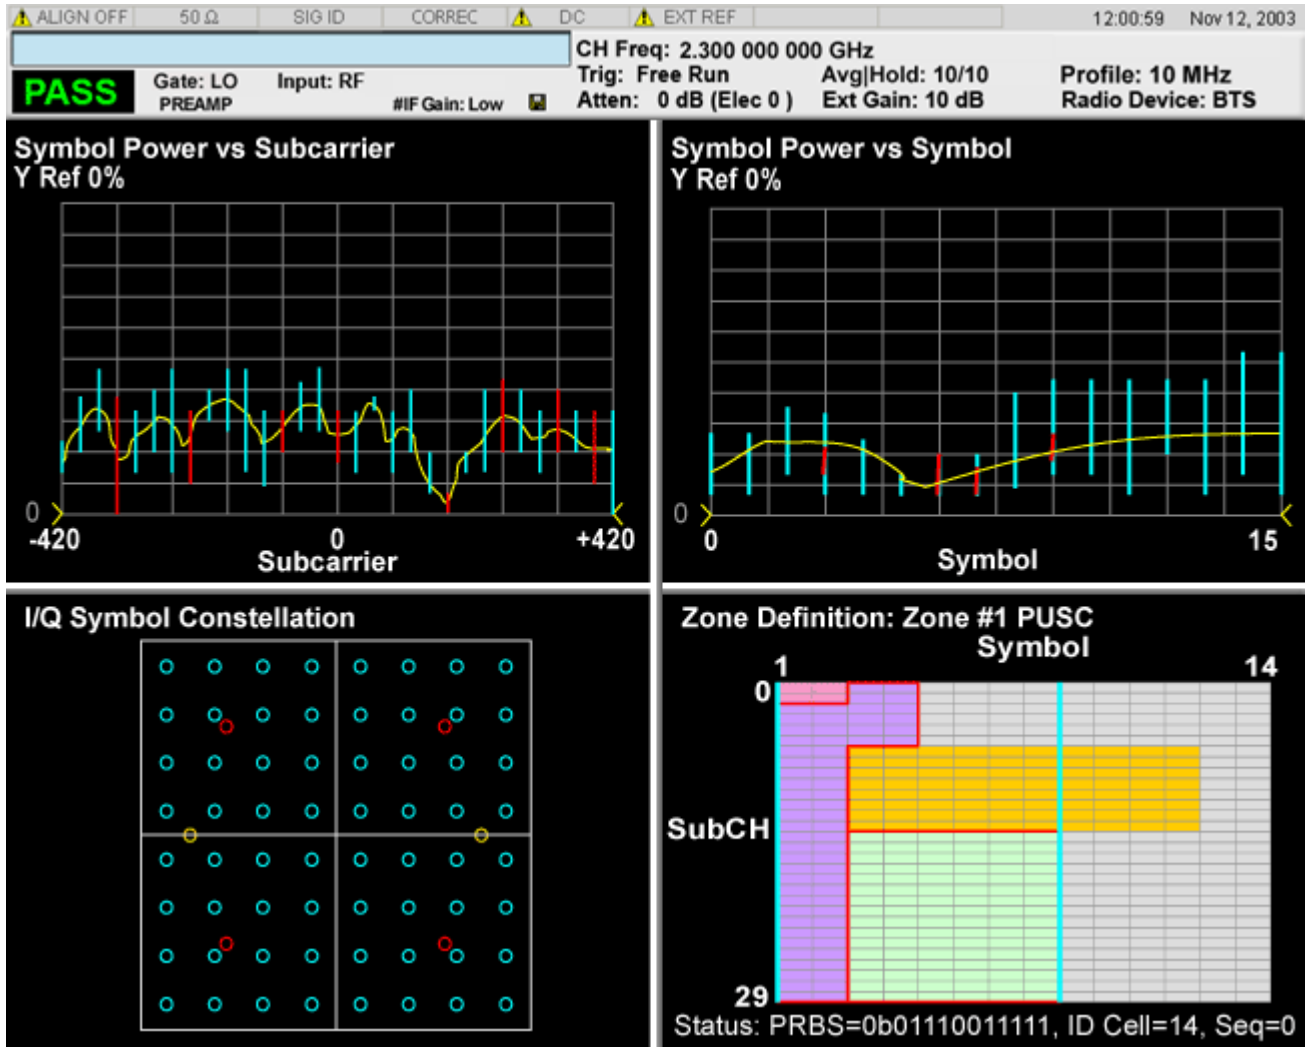 ALIGN OFF 50 Ω SIG ID CORREC DC EXT REF 12:00:59 Nov 12, 2003
CH Freq: 2.300 000 000 GHz
PASS Gate: LO Input: RF Trig: Free Run Avg|Hold: 10/10 Profile: 10 MHz
PREAMP #IF Gain: Low Atten: 0 dB (Elec 0 ) Ext Gain: 10 dB Radio Device: BTS
Symbol Power vs Subcarrier
Y Ref 0%
0
-420 0 +420
Subcarrier
Symbol Power vs Symbol
Y Ref 0%
0
0 15
Symbol
I/Q Symbol Constellation
Zone Definition: Zone #1 PUSC
Symbol
1 14
0
SubCH
29
Status: PRBS=0b01110011111, ID Cell=14, Seq=0